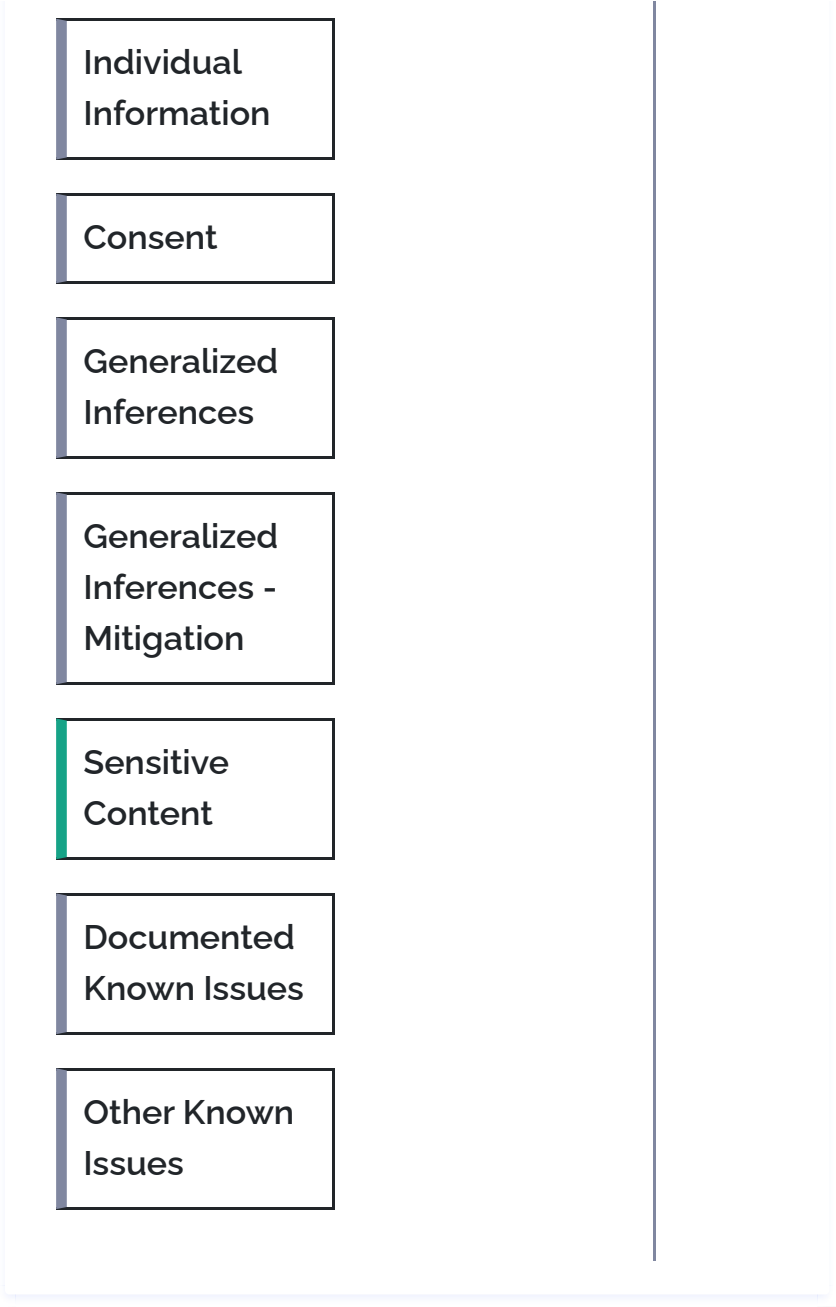 Individual
Information
Consent
Generalized
Inferences
Generalized
Inferences -
Mitigation
Sensitive
Content
Documented
Known Issues
Other Known
Issues